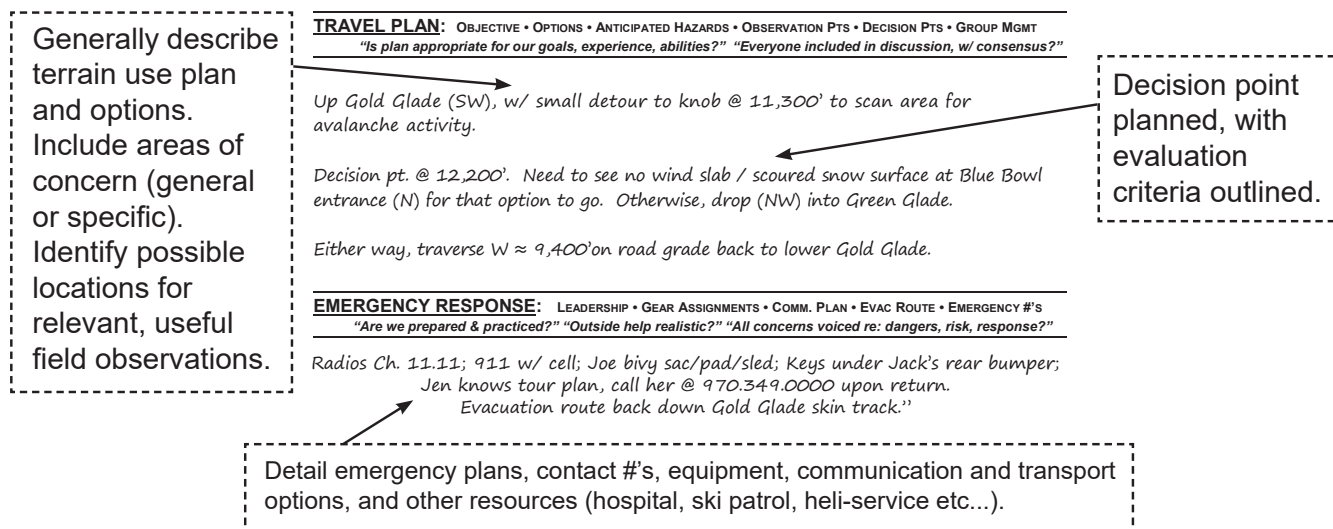 Generally describe
terrain use plan
and options.
Include areas of
concern (general
or specific).
Identify possible
locations for
relevant, useful
field observations.
TRAVEL PLAN: OBJECTIVE • OPTIONS • ANTICIPATED HAZARDS • OBSERVATION PTS • DECISION PTS • GROUP MGMT
"Is plan appropriate for our goals, experience, abilities?" "Everyone included in discussion, w/ consensus?"
Up Gold Glade (SW), w/ small detour to knob @ 11,300' to scan area for
avalanche activity.
Decision pt. @ 12,200'. Need to see no wind slab / scoured snow surface at Blue Bowl
entrance (N) for that option to go. Otherwise, drop (NW) into Green Glade.
Either way, traverse W ≈ 9,400'on road grade back to lower Gold Glade.
Decision point
planned, with
evaluation
criteria outlined.
EMERGENCY RESPONSE: LEADERSHIP • GEAR ASSIGNMENTS • COMM. PLAN • EVAC ROUTE • EMERGENCY #'S
"Are we prepared & practiced?" "Outside help realistic?" "All concerns voiced re: dangers, risk, response?"
Radios Ch. 11.11; 911 w/ cell; Joe bivy sac/pad/sled; Keys under Jack's rear bumper;
Jen knows tour plan, call her @ 970.349.0000 upon return.
Evacuation route back down Gold Glade skin track."
Detail emergency plans, contact #'s, equipment, communication and transport
options, and other resources (hospital, ski patrol, heli-service etc...).